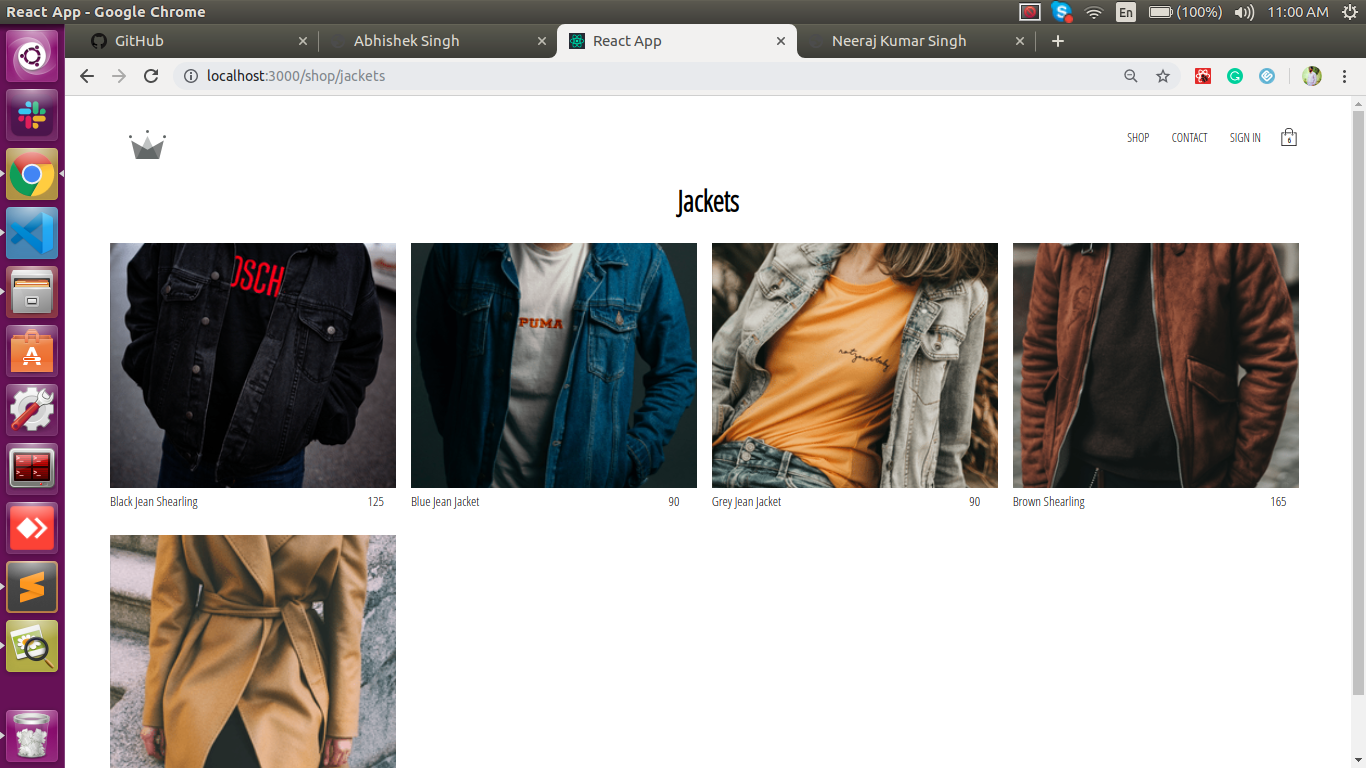 React App - Google Chrome
En
(100%)
11:00 AM
GitHub
Abhishek Singh
React App
Neeraj Kumar Singh
localhost:3000/shop/jackets
SHOP
CONTACT
SIGN IN
6
Jackets
OSCH
PUMA
notyourbaby
Black Jean Shearling
125
Blue Jean Jacket
90
Grey Jean Jacket
90
Brown Shearling
165